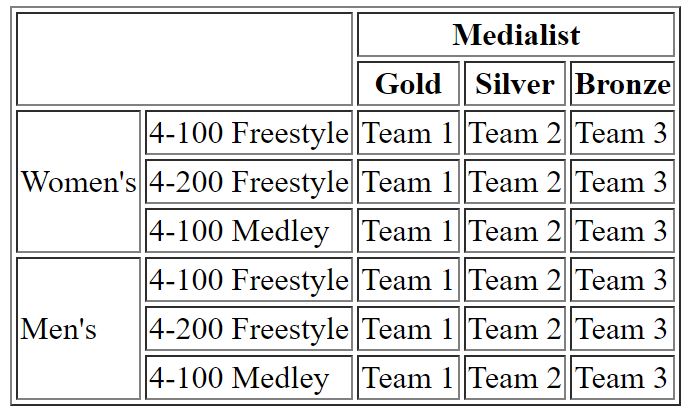 Medialist
Gold Silver Bronze
Women's 4-100 Freestyle Team 1 Team 2 Team 3
4-200 Freestyle Team 1 Team 2 Team 3
4-100 Medley Team 1 Team 2 Team 3
Men's 4-100 Freestyle Team 1 Team 2 Team 3
4-200 Freestyle Team 1 Team 2 Team 3
4-100 Medley Team 1 Team 2 Team 3